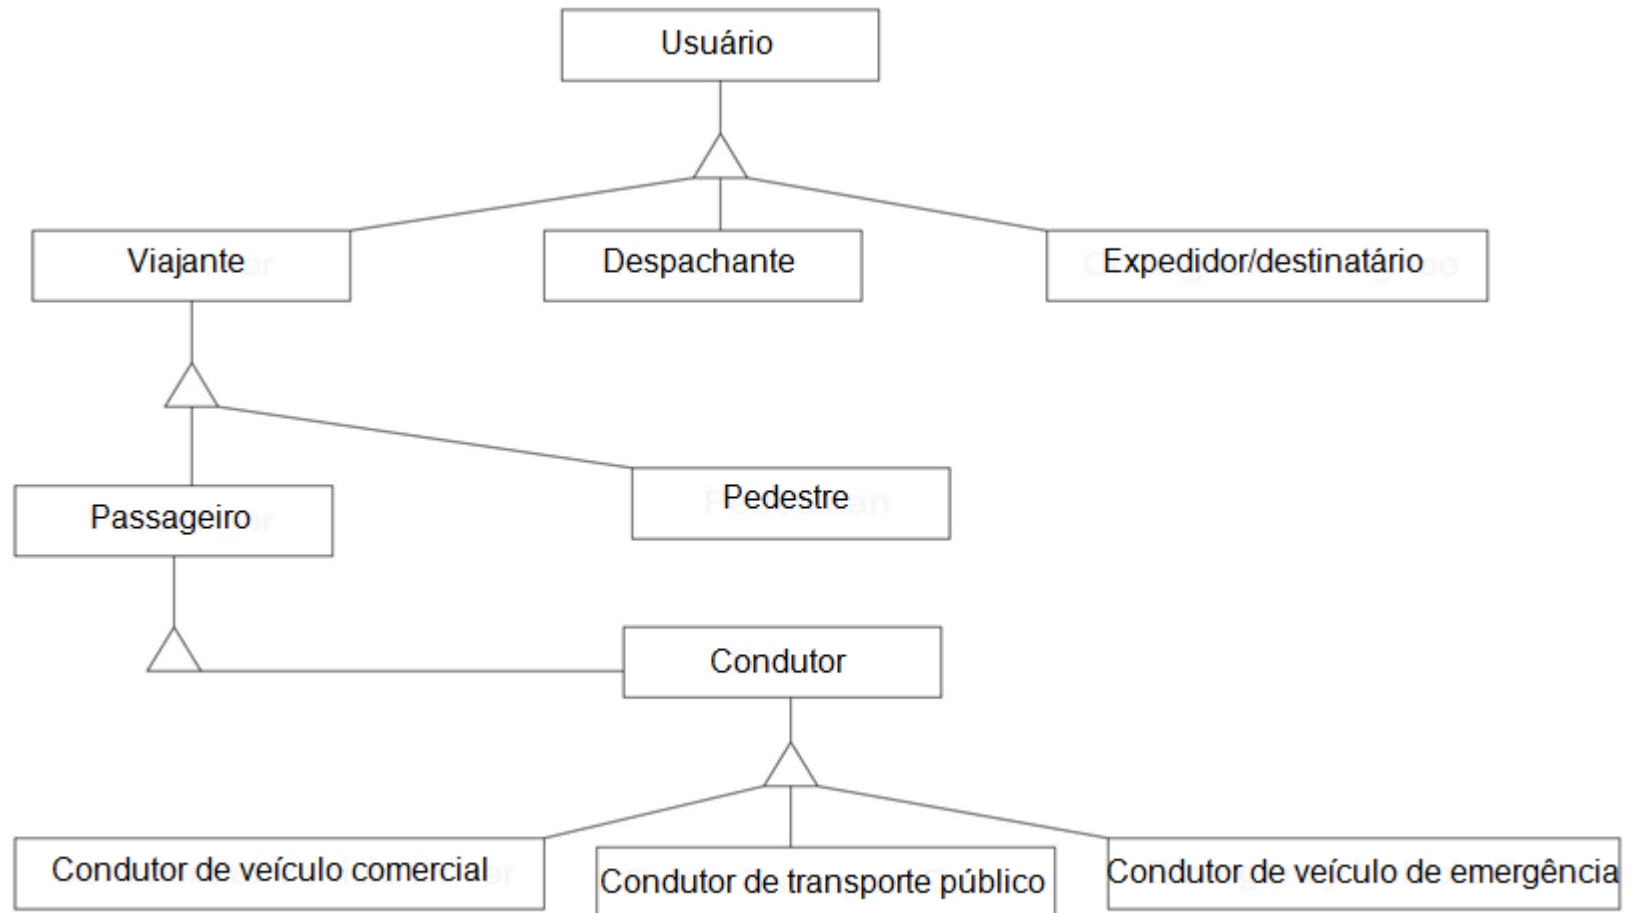 Usuário
Viajante
Despachante
Expedidor/destinatário
Passageiro
Pedestre
Condutor
Condutor de veículo comercial
Condutor de transporte público
Condutor de veículo de emergência